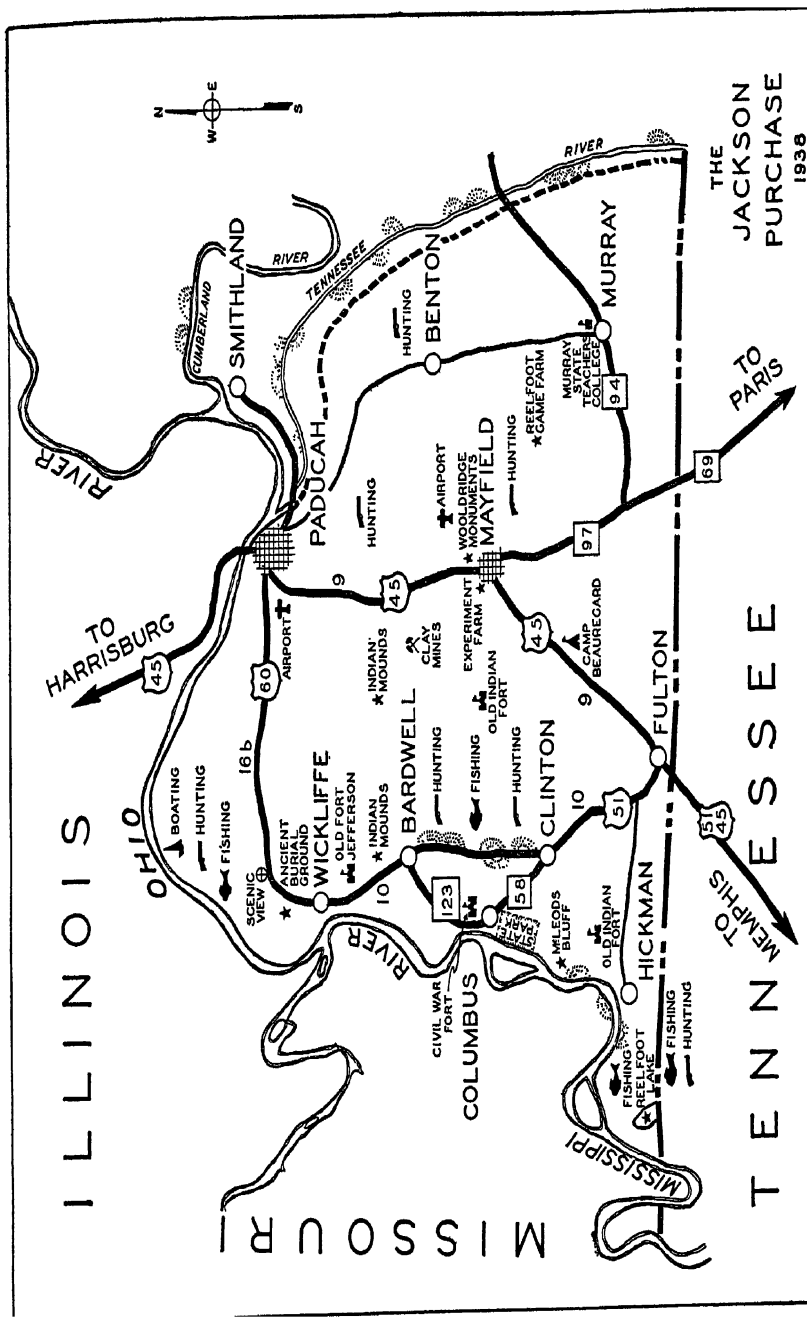 ILLINOIS
TO
HARRISBURG
45
RIVER
N
W
E
S
OHIO
BOATING
HUNTING
FISHING
16b
60
AIRPORT
PADUCAH
SMITHLAND
CUMBERLAND
RIVER
TENNESSEE
RIVER
SCENIC
VIEW
ANCIENT
BURIAL
GROUND
WICKLIFFE
OLD FORT
JEFFERSON
INDIAN
MOUNDS
INDIAN'
MOUNDS
9
45
HUNTING
HUNTING
BENTON
10
BARDWELL
CLAY
MINES
AIRPORT
WOOLDRIDGE
MONUMENTS
MAYFIELD
HUNTING
RIVER
123
HUNTING
FISHING
HUNTING
EXPERIMENT
FARM
OLD INDIAN
FORT
REELFOOT
GAME FARM
MURRAY
STATE
TEACHERS
COLLEGE
MURRAY
CIVIL WAR
FORT
COLUMBUS
STATE
PARK
58
CLINTON
45
CAMP
BEAUREGARD
97
94
McLEODS
BLUFF
10
9
OLD INDIAN
FORT
51
FULTON
HICKMAN
FISHING
REELFOOT
LAKE
FISHING
HUNTING
MISSISSIPPI
MISSOURI
69
TO
PARIS
51
45
TO
MEMPHIS
TENNESSEE
THE
JACKSON
PURCHASE
1938